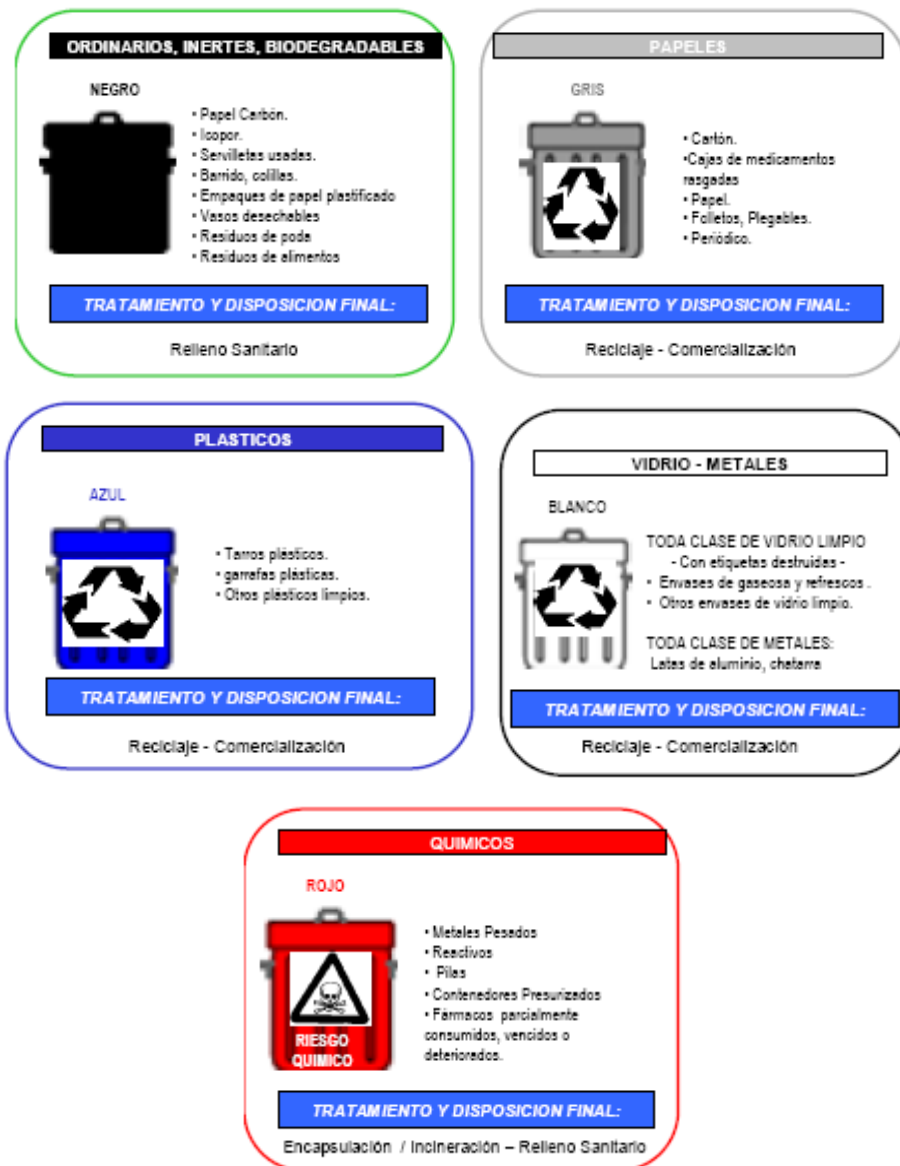 ORDINARIOS, INERTES, BIODEGRADABLES
NEGRO
• Papel Carbón.
• Icopor.
• Servilletas usadas.
• Barrido, colillas.
• Empaques de papel plastificado
• Vasos desechables
• Residuos de poda
• Residuos de alimentos
TRATAMIENTO Y DISPOSICION FINAL:
Relleno Sanitario
PAPELES
GRIS
• Cartón.
•Cajas de medicamentos
rasgadas
• Papel.
• Folletos, Plegables.
• Periódico.
TRATAMIENTO Y DISPOSICION FINAL:
Reciclaje - Comercialización
PLASTICOS
AZUL
• Tarros plásticos.
• garrafas plásticas.
• Otros plásticos limpios.
TRATAMIENTO Y DISPOSICION FINAL:
Reciclaje - Comercialización
VIDRIO - METALES
BLANCO
TODA CLASE DE VIDRIO LIMPIO
- Con etiquetas destruidas -
• Envases de gaseosa y refrescos .
• Otros envases de vidrio limpio.
TODA CLASE DE METALES:
Latas de aluminio, chatarra
TRATAMIENTO Y DISPOSICION FINAL:
Reciclaje - Comercialización
QUIMICOS
ROJO
RIESGO
QUIMICO
• Metales Pesados
• Reactivos
• Pilas
• Contenedores Presurizados
• Fármacos parcialmente
consumidos, vencidos o
deteriorados.
TRATAMIENTO Y DISPOSICION FINAL:
Encapsulación / Incineración – Relleno Sanitario